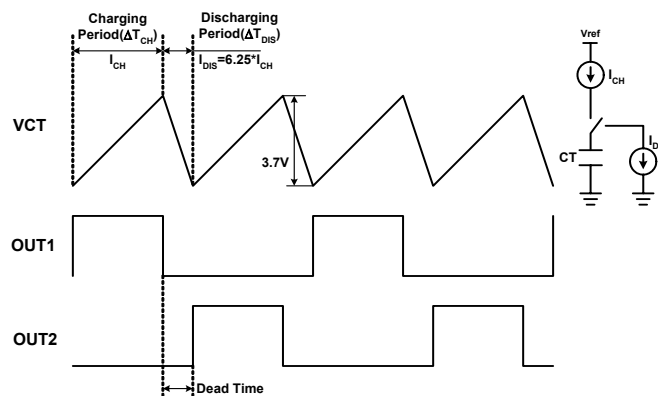 Charging
Period(ΔT_CH)
Discharging
Period(ΔT_DIS)
I_CH
I_DIS=6.25*I_CH
Vref
I_CH
VCT
3.7V
CT
I_D
OUT1
OUT2
Dead Time